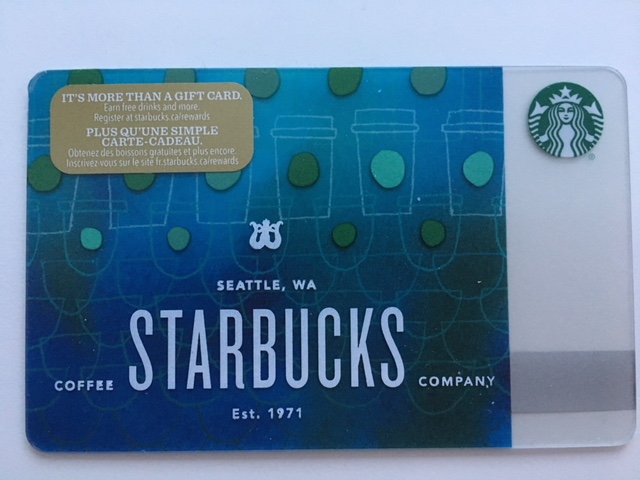 IT'S MORE THAN A GIFT CARD.
Earn free drinks and more.
Register at starbucks.ca/rewards
PLUS QU'UNE SIMPLE
CARTE-CADEAU.
Obtenez des boissons gratuites et plus encore.
Inscrivez-vous sur le site fr.starbucks.ca/rewards
SEATTLE, WA
COFFEE STARBUCKS COMPANY
Est. 1971